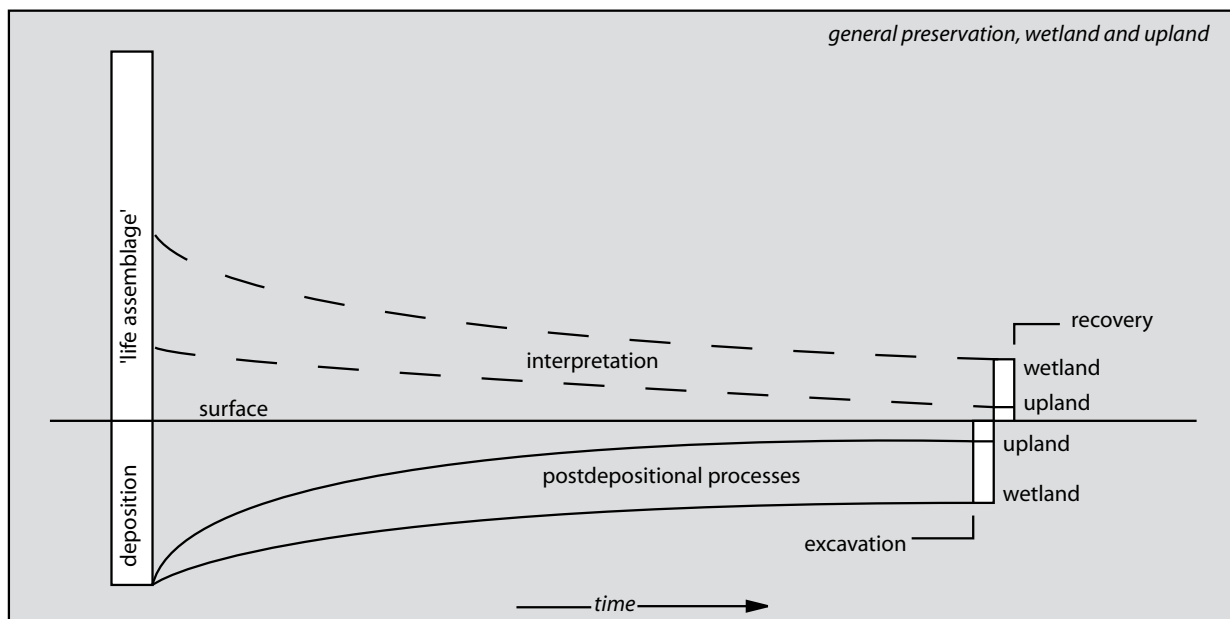 general preservation, wetland and upland
'life assemblage'
recovery
interpretation
wetland
upland
surface
upland
postdepositional processes
deposition
wetland
excavation
time